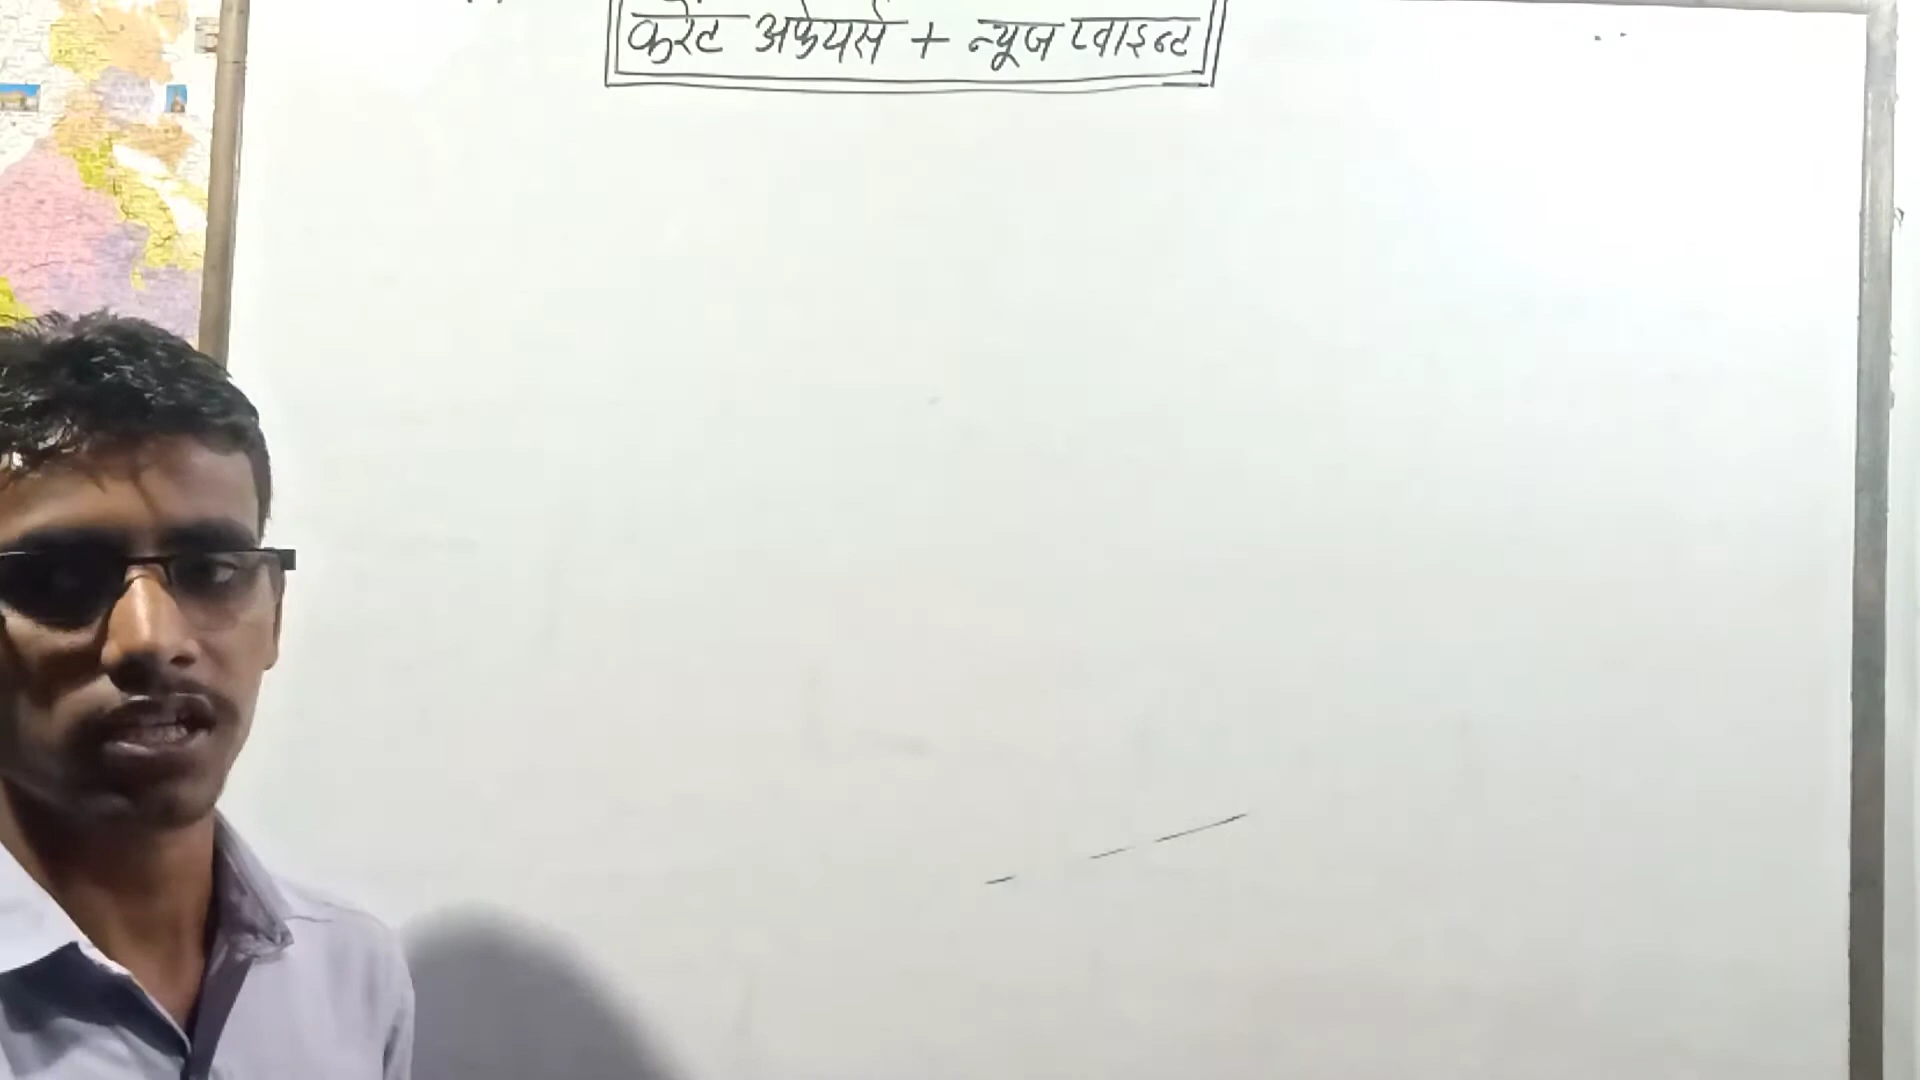 करेंट अफेयर्स + न्यूज प्वाइन्ट